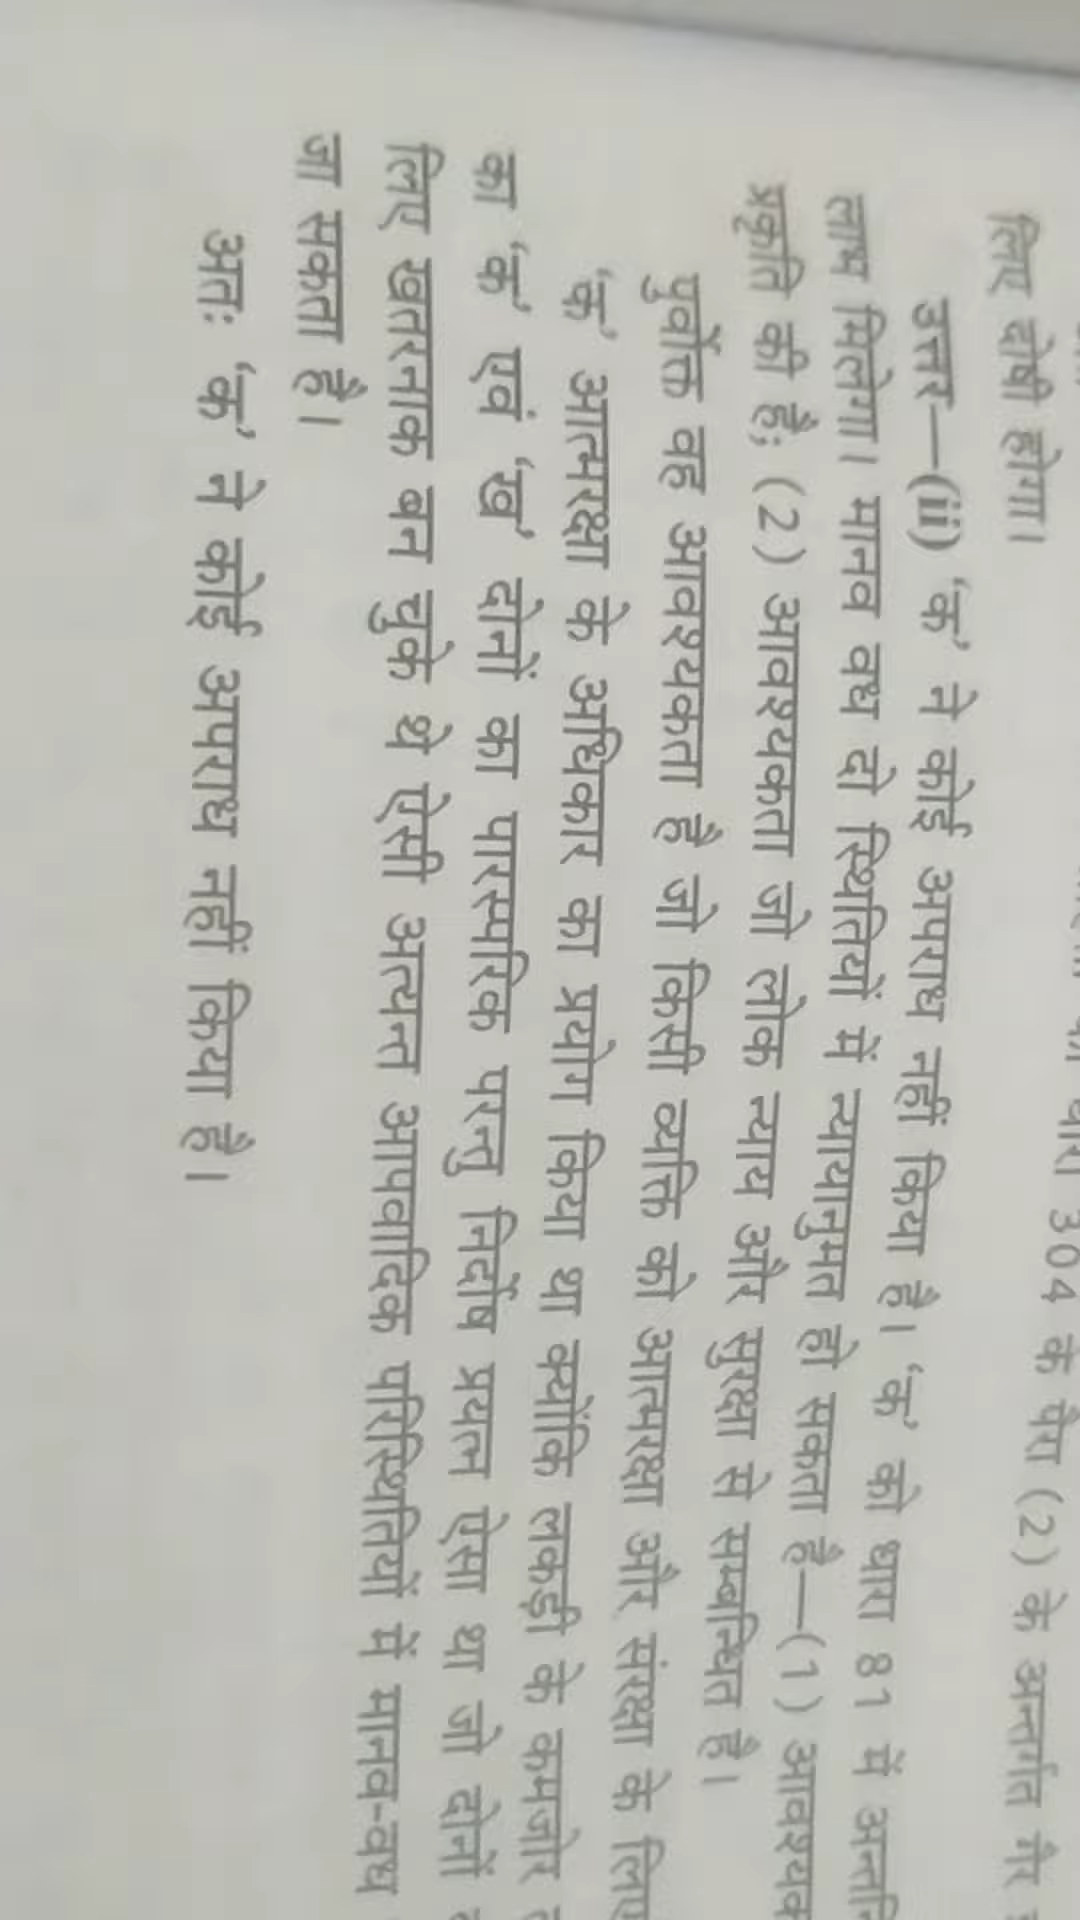 धारा 304 के पैरा (2) के अन्तर्गत गैर
लिए दोषी होगा।
उत्तर—(ii) ‘क’ ने कोई अपराध नहीं किया है। ‘क’ को धारा 81 में
लाभ मिलेगा। मानव वध दो स्थितियों में न्यायानुमत हो सकता है—(1)
प्रकृति की है; (2) आवश्यकता जो लोक न्याय और सुरक्षा से सम्बन्धित है।
पुर्वोक्त वह आवश्यकता है जो किसी व्यक्ति को आत्मरक्षा और संरक्षा के लिए
‘क’ आत्मरक्षा के अधिकार का प्रयोग किया था क्योंकि लकड़ी के कमजोर
का ‘क’ एवं ‘ख’ दोनों का पारस्परिक परन्तु निर्दोष प्रयत्न ऐसा था जो दोनों
लिए खतरनाक बन चुके थे ऐसी अत्यन्त आपवादिक परिस्थितियों में मानव-वध
जा सकता है।
अतः ‘क’ ने कोई अपराध नहीं किया है।